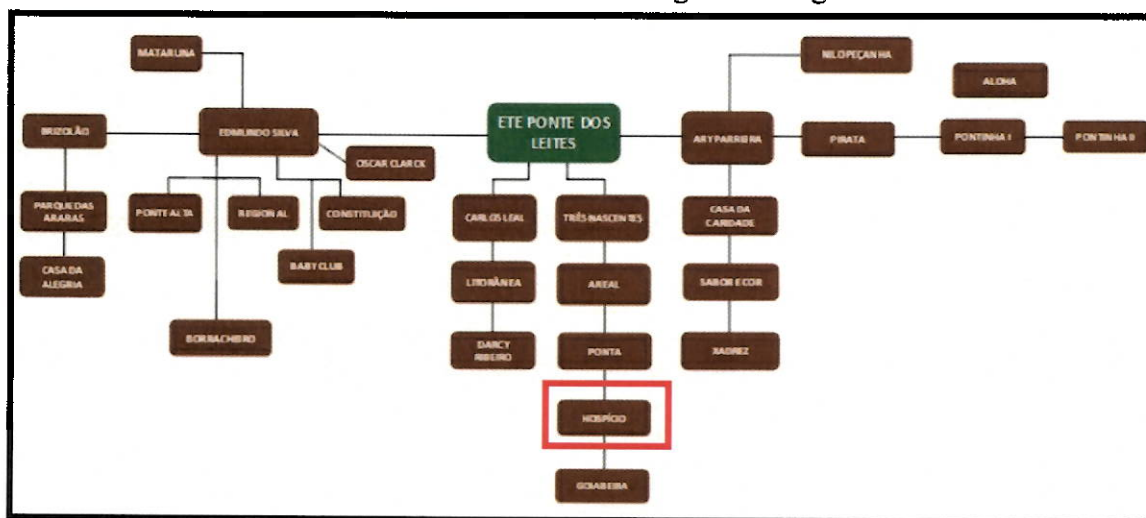 MATARUNA
NILO PEÇANHA
ALOHA
BRIZOLÃO
EDMUNDO SILVA
ETE PONTE DOS
LEITES
ARY PARRIERA
PIRATA
PONTINHA I
PONTINHA II
OSCAR CLARCK
PARQUE DAS
ARARAS
PONTE ALTA
REGIONAL
CONSTITUIÇÃO
CARLOS LEAL
TRÊS NASCENTES
CASA DA
CARIDADE
BABY CLUB
CASA DA
ALEGRIA
LITORÂNEA
AREAL
SABOR E COR
BORRACHEIRO
DARCY
RIBEIRO
PONTA
XADREZ
HOSPÍCIO
GOIABEIRA